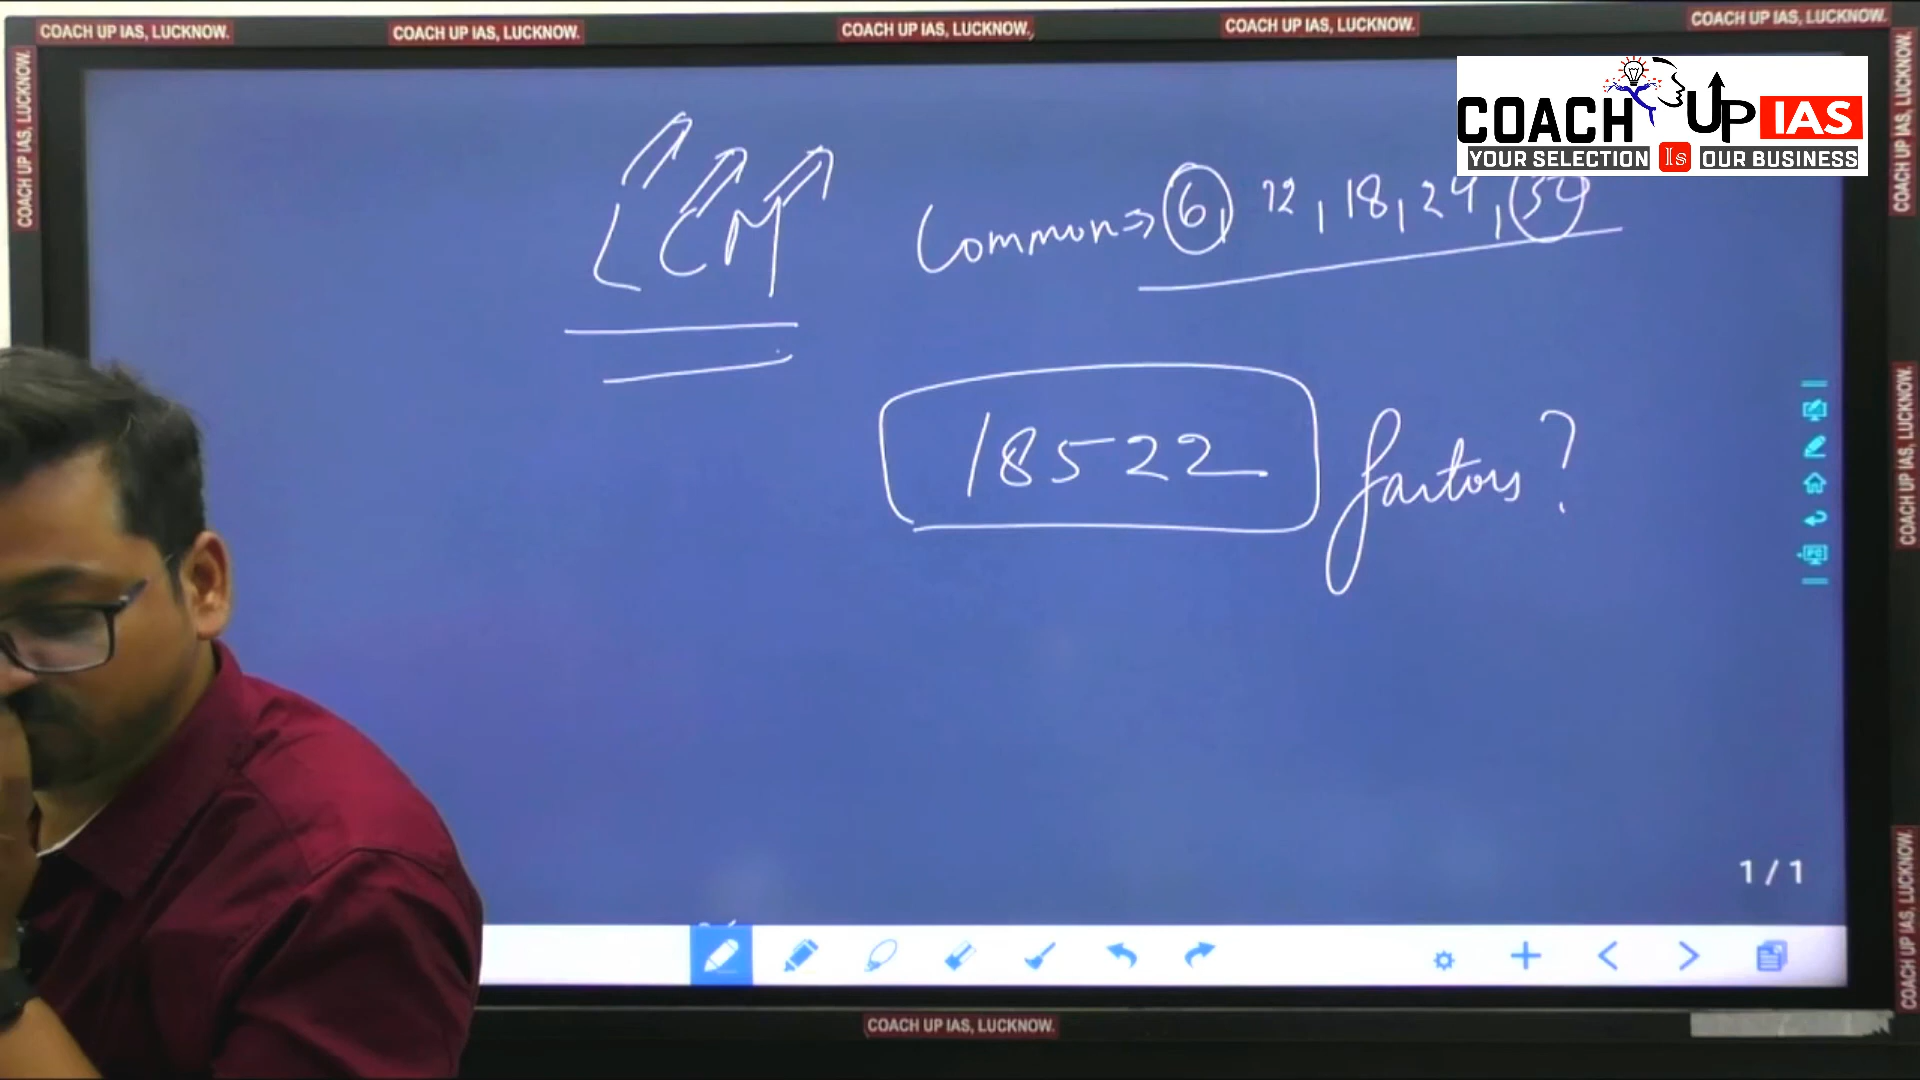 COACH UP IAS, LUCKNOW.
COACH UP IAS, LUCKNOW.
COACH UP IAS, LUCKNOW.
COACH UP IAS, LUCKNOW.
COACH UP IAS, LUCKNOW.
COACH UP IAS, LUCKNOW.
COACH UP IAS, LUCKNOW.
COACH UP IAS
YOUR SELECTION Is OUR BUSINESS
LCM
Common => 6, 12, 18, 24,
18522 factors?
COACH UP IAS, LUCKNOW.
1/1
COACH UP IAS, LUCKNOW.
COACH UP IAS, LUCKNOW.